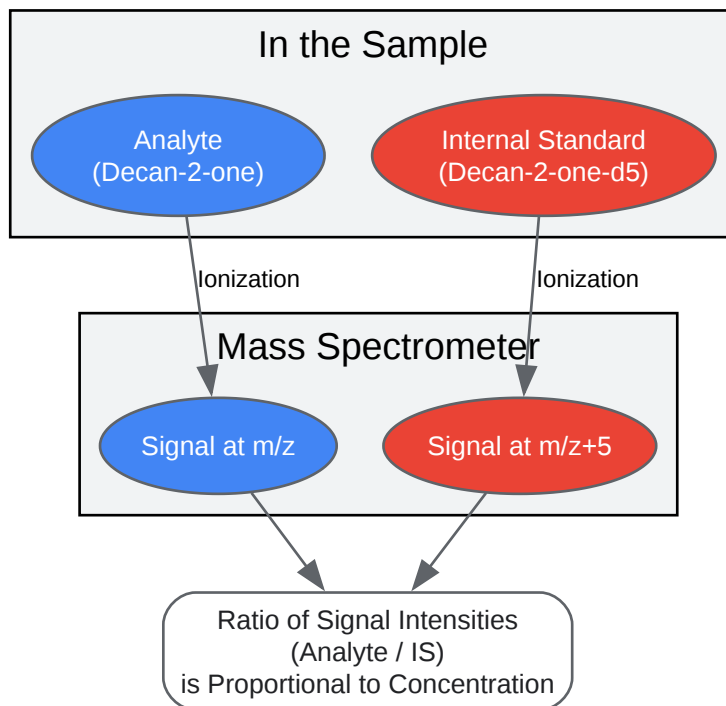 In the Sample
Analyte
(Decan-2-one)
Internal Standard
(Decan-2-one-d5)
Ionization
Ionization
Mass Spectrometer
Signal at m/z
Signal at m/z+5
Ratio of Signal Intensities
(Analyte / IS)
is Proportional to Concentration